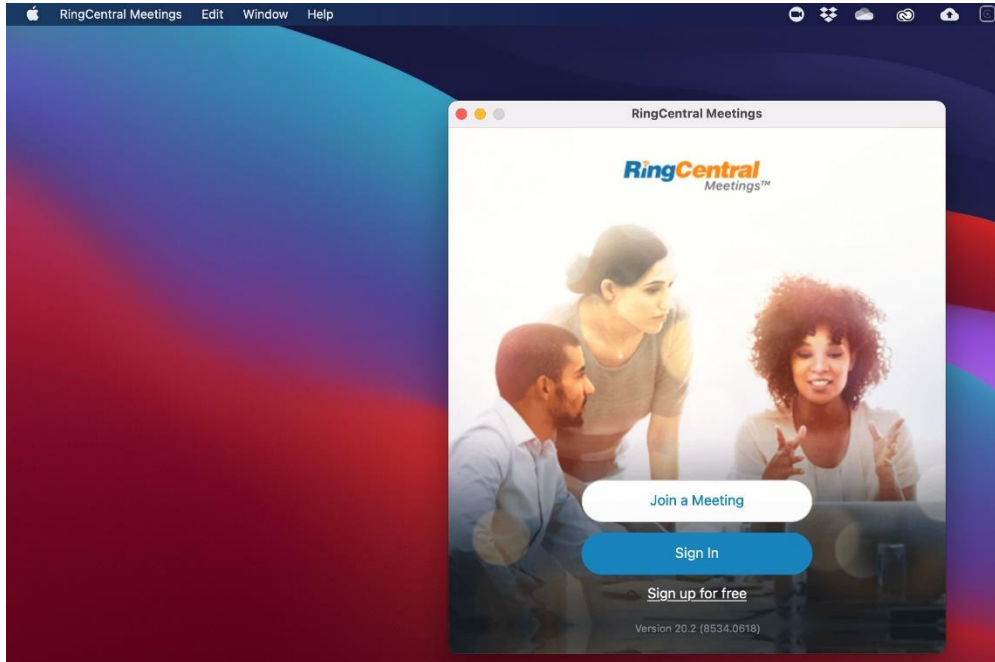 RingCentral Meetings Edit Window Help
RingCentral Meetings
RingCentral
Meetings™
Join a Meeting
Sign In
Sign up for free
Version 20.2 (8534.0618)